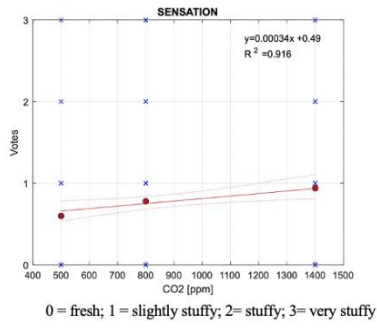 SENSATION
3
y=0.00034x +0.49
R 2 =0.916
2
Votes
1
0
400 500 600 700 800 900 1000 1100 1200 1300 1400 1500
CO2 [ppm]
0 = fresh; 1 = slightly stuffy; 2= stuffy; 3= very stuffy